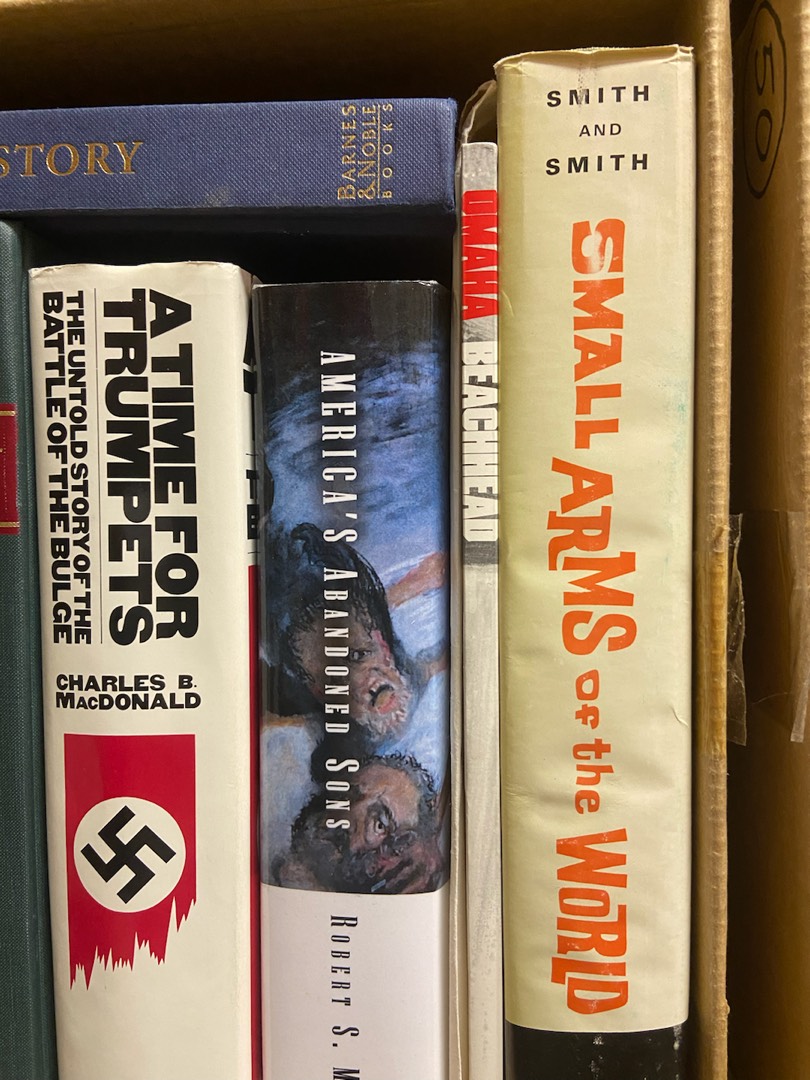 STORY
BARNES
& NOBLE
BOOKS
A TIME FOR
TRUMPETS
THE UNTOLD STORY OF THE
BATTLE OF THE BULGE
CHARLES B.
MACDONALD
AMERICA'S ABANDONED SONS
ROBERT S. M
OMAHA BEACHHEAD
SMITH
AND
SMITH
SMALL ARMS of the WORLD
50